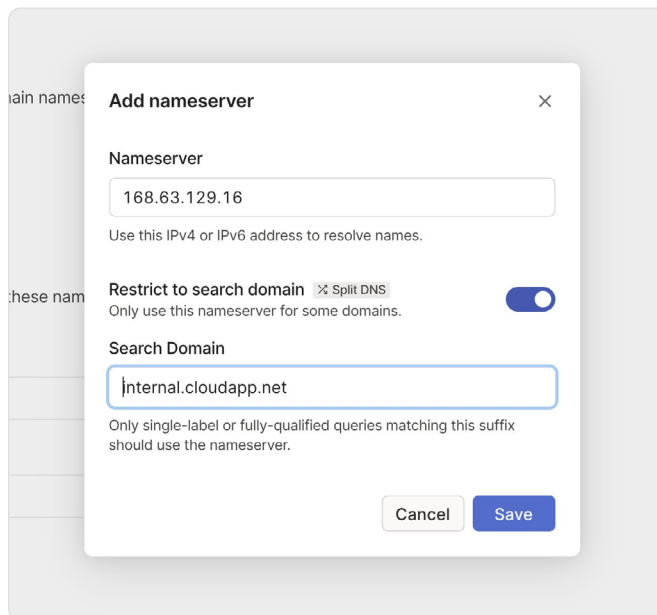 Add nameserver
Nameserver
168.63.129.16
Use this IPv4 or IPv6 address to resolve names.
Restrict to search domain Split DNS
Only use this nameserver for some domains.
Search Domain
internal.cloudapp.net
Only single-label or fully-qualified queries matching this suffix
should use the nameserver.
Cancel Save